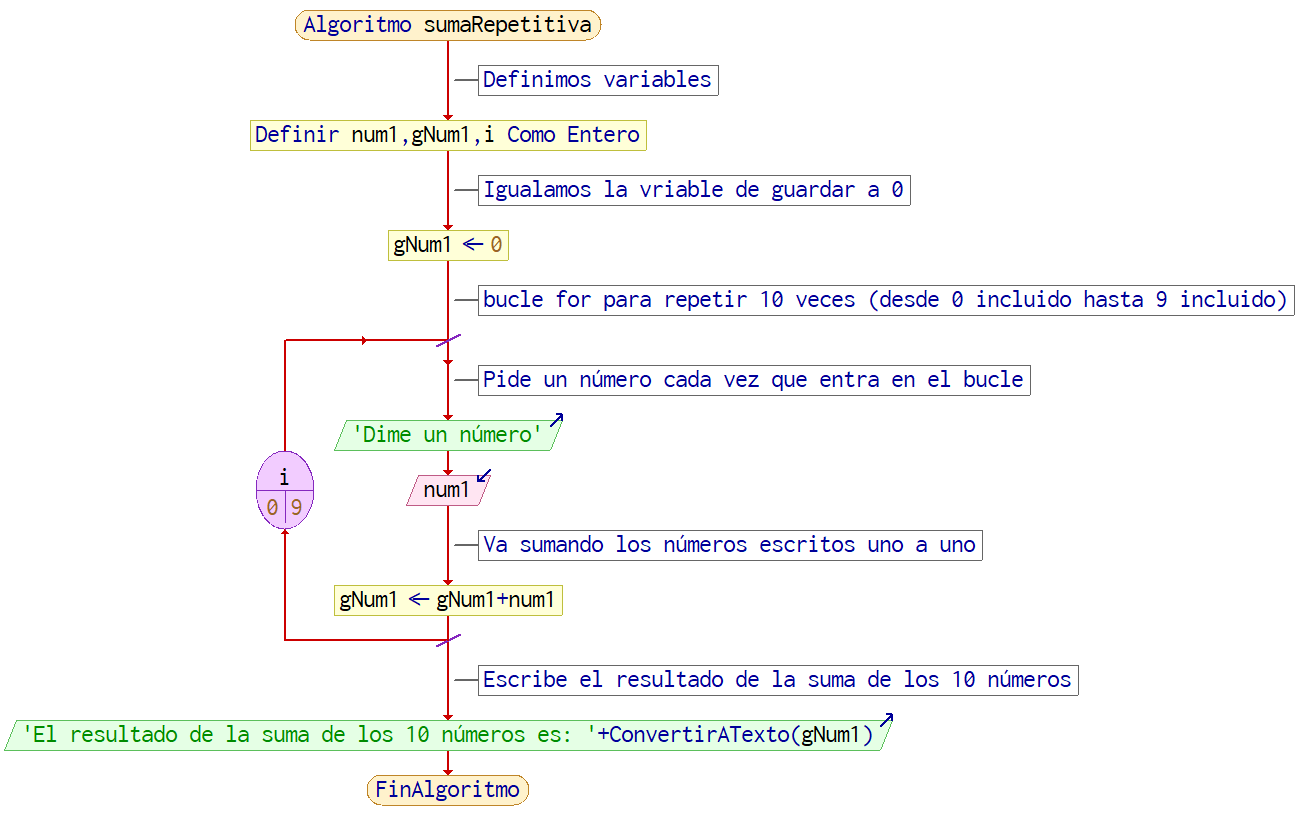 Algoritmo sumaRepetitiva
Definimos variables
Definir num1,gNum1,i Como Entero
Igualamos la vriable de guardar a 0
gNum1 ← 0
bucle for para repetir 10 veces (desde 0 incluido hasta 9 incluido)
Pide un número cada vez que entra en el bucle
'Dime un número'
i
0 9
num1
Va sumando los números escritos uno a uno
gNum1 ← gNum1+num1
Escribe el resultado de la suma de los 10 números
'El resultado de la suma de los 10 números es: '+ConvertirATexto(gNum1)
FinAlgoritmo